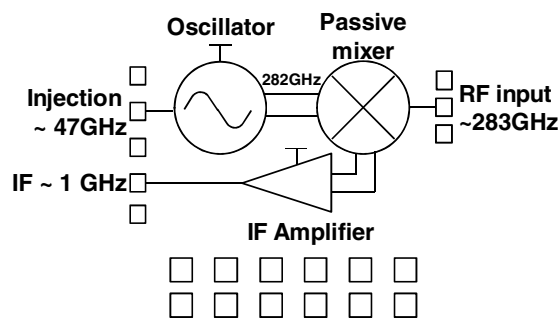 Oscillator
Passive
mixer
282GHz
Injection
~ 47GHz
RF input
~283GHz
IF ~ 1 GHz
IF Amplifier